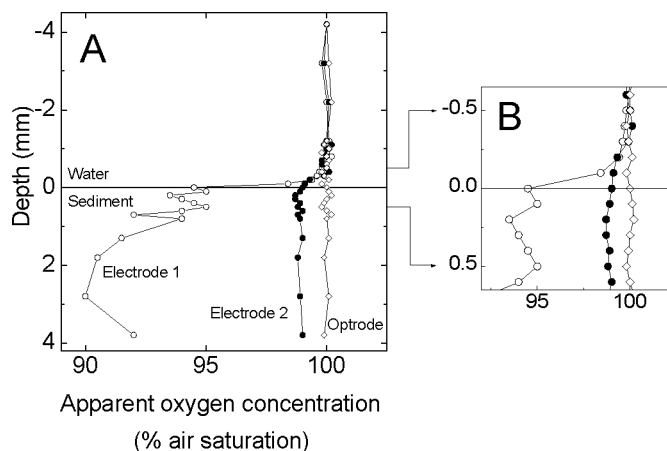 A
B
-4
-2
0
2
4
Depth (mm)
Water
Sediment
Electrode 1
Electrode 2
Optrode
90
95
100
-0.5
0.0
0.5
95
100
Apparent oxygen concentration
(% air saturation)